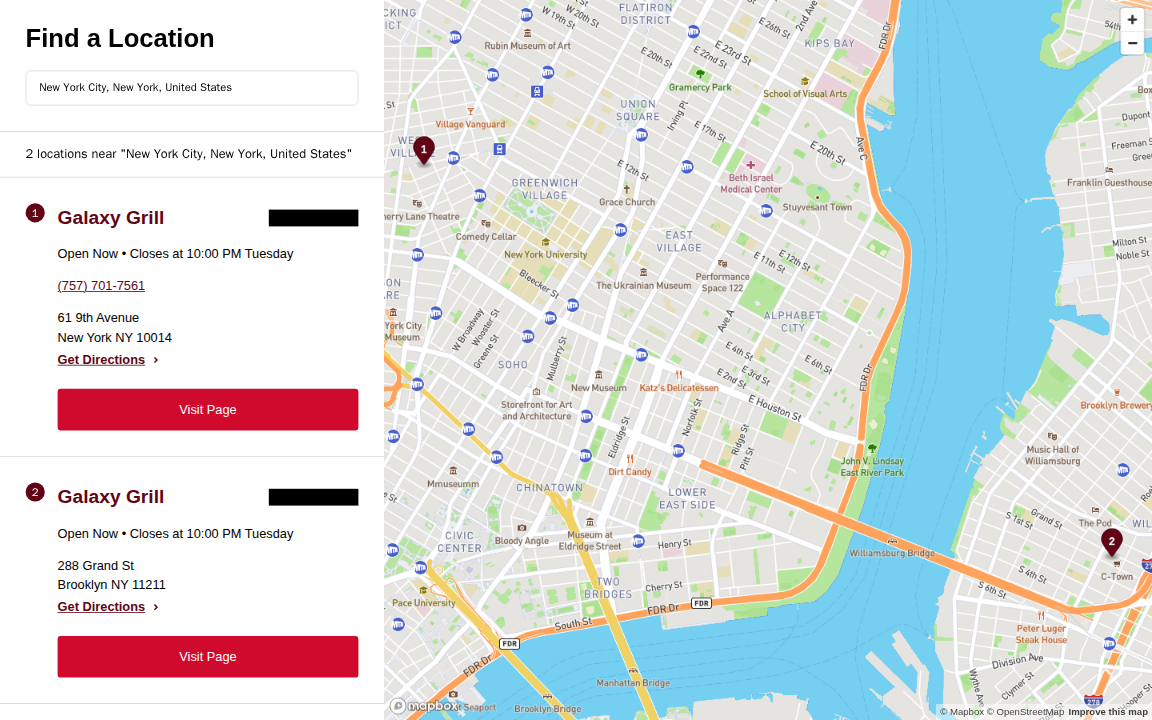 Find a Location
New York City, New York, United States
2 locations near "New York City, New York, United States"
1
Galaxy Grill
Open Now • Closes at 10:00 PM Tuesday
(757) 701-7561
61 9th Avenue
New York NY 10014
Get Directions
Visit Page
2
Galaxy Grill
Open Now • Closes at 10:00 PM Tuesday
288 Grand St
Brooklyn NY 11211
Get Directions
Visit Page
FLATIRON
DISTRICT
W 19th St
W 20th St
Rubin Museum of Art
E 20th St
E 22nd St
E 23rd St
E 26th St
2nd Ave
KIPS BAY
FDR Dr
Gramercy Park
School of Visual Arts
UNION
SQUARE
Irving Pl
E 17th St
E 20th St
Ave C
Village Vanguard
1
E 12th St
Beth Israel
Medical Center
GREENWICH
VILLAGE
Grace Church
Stuyvesant Town
Comedy Cellar
New York University
EAST
VILLAGE
E 11th St
E 12th St
Bleecker St
The Ukrainian Museum
Performance
Space 122
ALPHABET
CITY
Ave A
York City
Museum
W Broadway
Wooster St
Greene St
SOHO
Mulberry St
E 4th St
E 3rd St
E 2nd St
E 6th St
FDR Dr
New Museum
Katz's Delicatessen
E Houston St
Storefront for Art
and Architecture
Eldridge St
Norfolk St
Ridge St
Pitt St
Dirt Candy
John V. Lindsay
East River Park
Mmuseumm
CHINATOWN
LOWER
EAST SIDE
CIVIC
CENTER
Bloody Angle
Museum at
Eldridge Street
Henry St
Williamsburg Bridge
TWO
BRIDGES
Cherry St
Pace University
FDR Dr
FDR
South St
FDR
FDR Dr
Manhattan Bridge
Brooklyn Bridge
Franklin Guesthouse
Milton St
Noble St
Brooklyn Brewery
Music Hall of
Williamsburg
Grand St
S 1st St
The Pod
2
C-Town
S 4th St
S 6th St
Peter Luger
Steak House
Division Ave
Clymer St
Wythe Ave
278
mapbox
© Mapbox © OpenStreetMap Improve this map